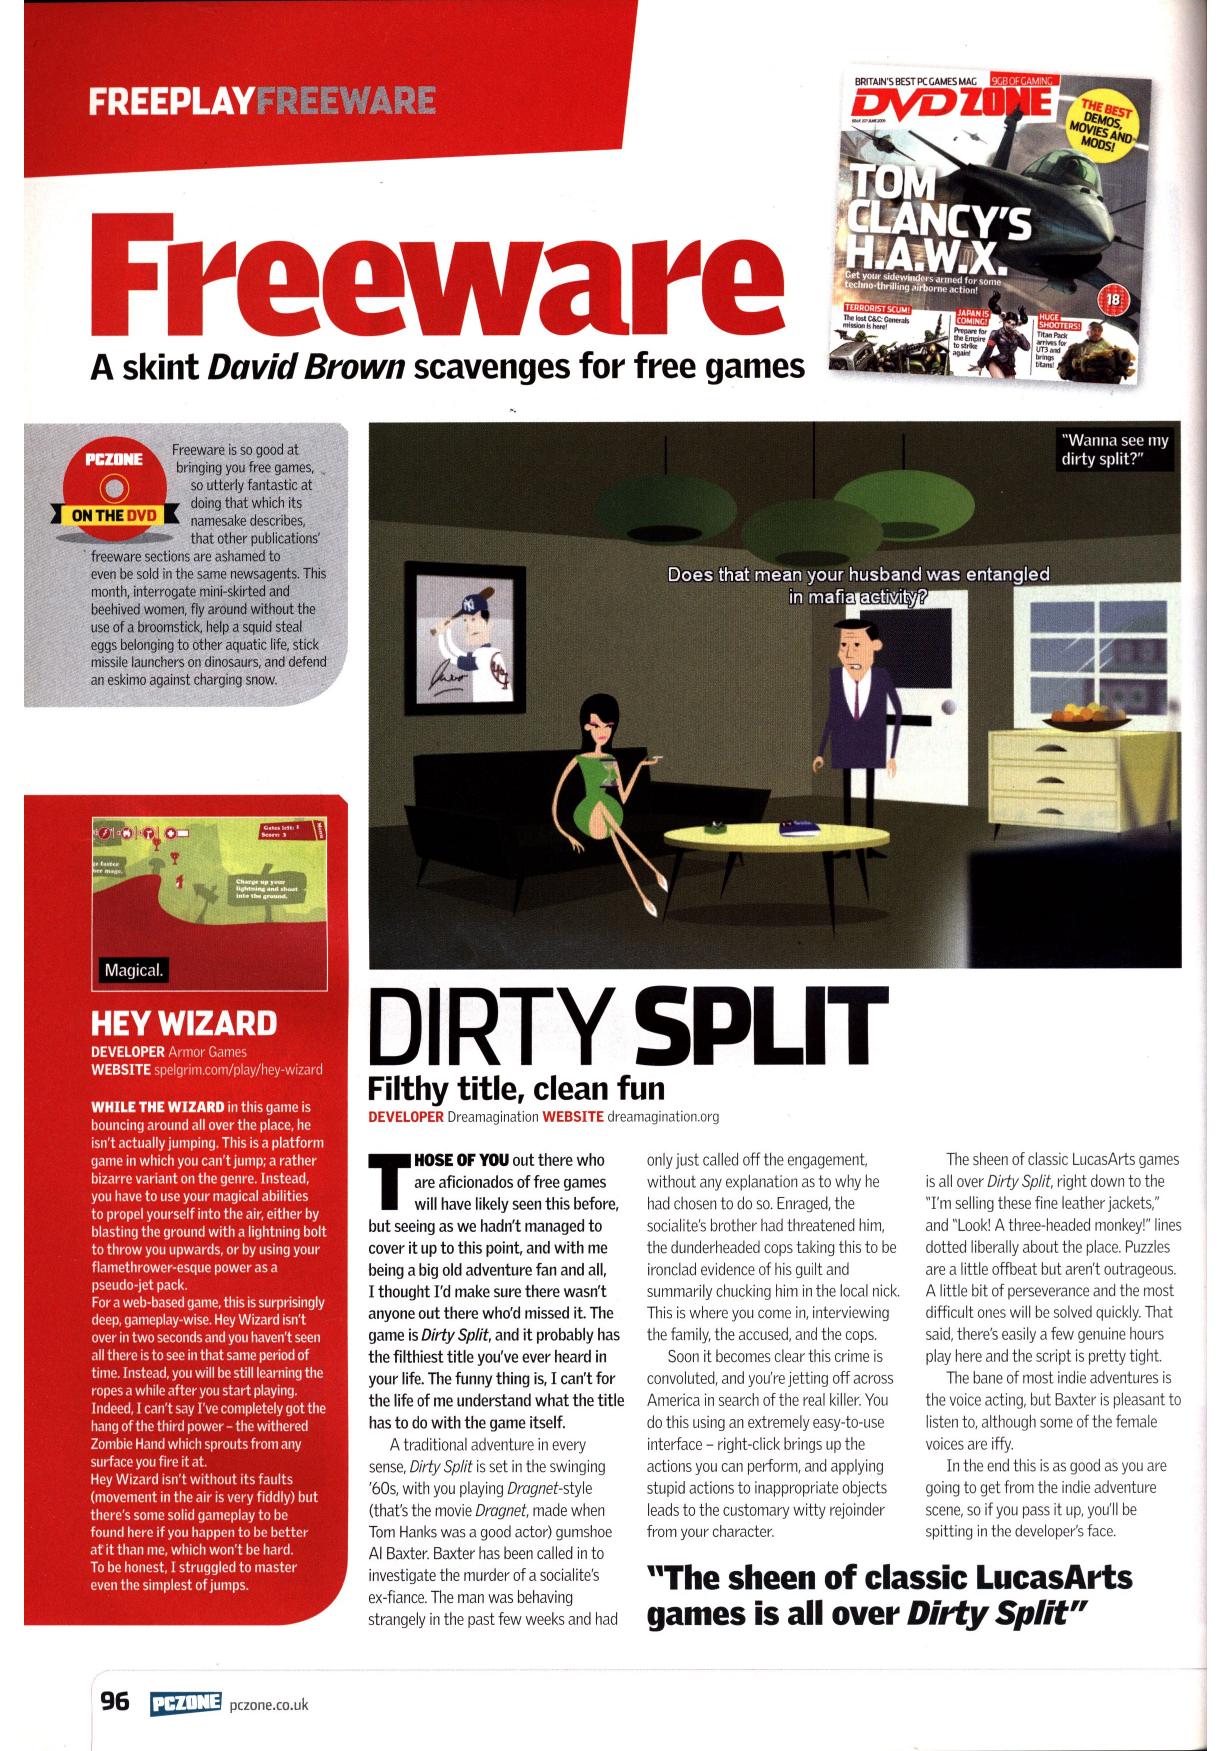 FREEPLAYFREEWARE
BRITAIN'S BEST PC GAMES MAG
9GB OF GAMING
DVD ZONE
THE BEST
DEMOS,
MOVIES AND
MODS!
TOM
CLANCY'S
H.A.W.X.
Get your sidewinders armed for some
techno-thrilling airborne action!
18
TERRORIST SCUM!
The lost C&C: Generals
mission is here!
JAPAN IS
COMING!
Prepare for
the Empire
to strike
again!
HUGE
SHOOTERS!
Titan Pack
arrives for
UT3 and
brings
titans!
Freeware
A skint David Brown scavenges for free games
PCZONE
ON THE DVD
Freeware is so good at
bringing you free games,
so utterly fantastic at
doing that which its
namesake describes,
that other publications'
freeware sections are ashamed to
even be sold in the same newsagents. This
month, interrogate mini-skirted and
beehived women, fly around without the
use of a broomstick, help a squid steal
eggs belonging to other aquatic life, stick
missile launchers on dinosaurs, and defend
an eskimo against charging snow.
"Wanna see my
dirty split?"
Does that mean your husband was entangled
in mafia activity?
Gates left: 1
Score: 3
Charge up your
lightning and shoot
into the ground.
Magical.
HEY WIZARD
DEVELOPER Armor Games
WEBSITE spelgrim.com/play/hey-wizard
WHILE THE WIZARD in this game is
bouncing around all over the place, he
isn't actually jumping. This is a platform
game in which you can't jump; a rather
bizarre variant on the genre. Instead,
you have to use your magical abilities
to propel yourself into the air, either by
blasting the ground with a lightning bolt
to throw you upwards, or by using your
flamethrower-esque power as a
pseudo-jet pack.
For a web-based game, this is surprisingly
deep, gameplay-wise. Hey Wizard isn't
over in two seconds and you haven't seen
all there is to see in that same period of
time. Instead, you will be still learning the
ropes a while after you start playing.
Indeed, I can't say I've completely got the
hang of the third power – the withered
Zombie Hand which sprouts from any
surface you fire it at.
Hey Wizard isn't without its faults
(movement in the air is very fiddly) but
there's some solid gameplay to be
found here if you happen to be better
at it than me, which won't be hard.
To be honest, I struggled to master
even the simplest of jumps.
DIRTY SPLIT
Filthy title, clean fun
DEVELOPER Dreamagination WEBSITE dreamagination.org
THOSE OF YOU out there who
are aficionados of free games
will have likely seen this before,
but seeing as we hadn't managed to
cover it up to this point, and with me
being a big old adventure fan and all,
I thought I'd make sure there wasn't
anyone out there who'd missed it. The
game is Dirty Split, and it probably has
the filthiest title you've ever heard in
your life. The funny thing is, I can't for
the life of me understand what the title
has to do with the game itself.
A traditional adventure in every
sense, Dirty Split is set in the swinging
'60s, with you playing Dragnet-style
(that's the movie Dragnet, made when
Tom Hanks was a good actor) gumshoe
Al Baxter. Baxter has been called in to
investigate the murder of a socialite's
ex-fiance. The man was behaving
strangely in the past few weeks and had
only just called off the engagement,
without any explanation as to why he
had chosen to do so. Enraged, the
socialite's brother had threatened him,
the dunderheaded cops taking this to be
ironclad evidence of his guilt and
summarily chucking him in the local nick.
This is where you come in, interviewing
the family, the accused, and the cops.
Soon it becomes clear this crime is
convoluted, and you're jetting off across
America in search of the real killer. You
do this using an extremely easy-to-use
interface – right-click brings up the
actions you can perform, and applying
stupid actions to inappropriate objects
leads to the customary witty rejoinder
from your character.
The sheen of classic LucasArts games
is all over Dirty Split, right down to the
"I'm selling these fine leather jackets,"
and "Look! A three-headed monkey!" lines
dotted liberally about the place. Puzzles
are a little offbeat but aren't outrageous.
A little bit of perseverance and the most
difficult ones will be solved quickly. That
said, there's easily a few genuine hours
play here and the script is pretty tight.
The bane of most indie adventures is
the voice acting, but Baxter is pleasant to
listen to, although some of the female
voices are iffy.
In the end this is as good as you are
going to get from the indie adventure
scene, so if you pass it up, you'll be
spitting in the developer's face.
"The sheen of classic LucasArts
games is all over Dirty Split"
96
PCZONE
pczone.co.uk